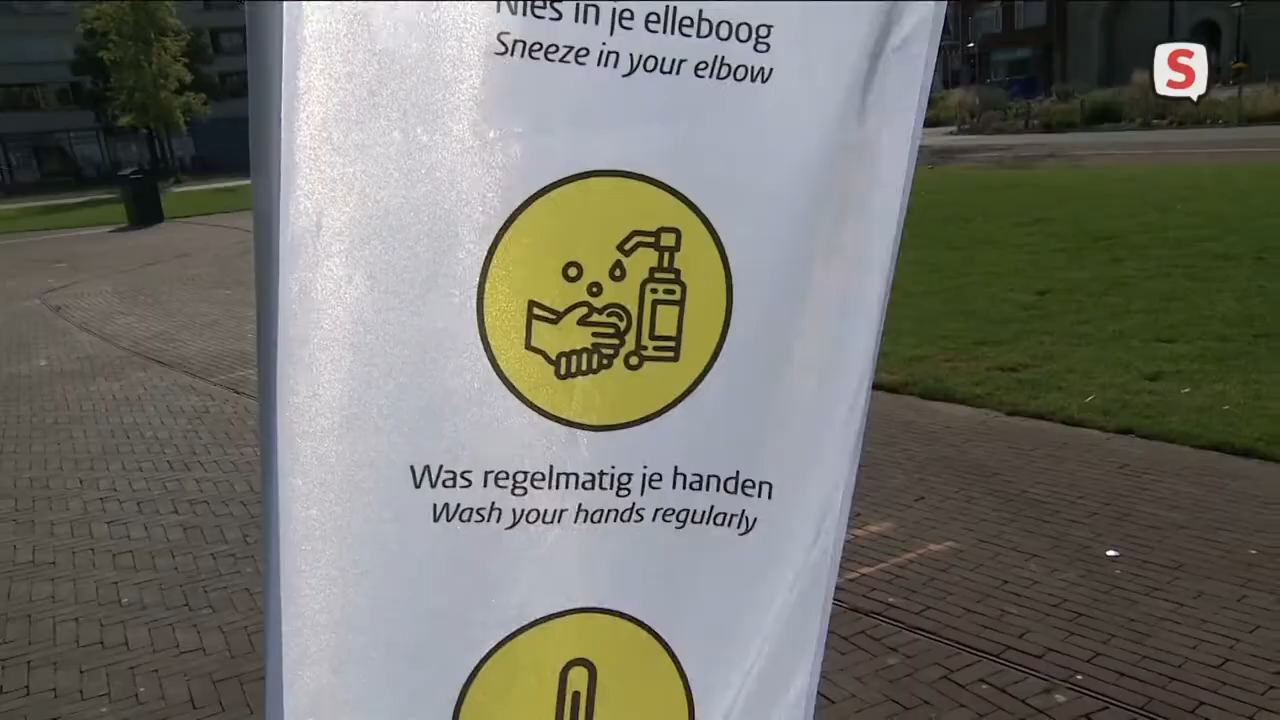 Nies in je elleboog
Sneeze in your elbow
S
Was regelmatig je handen
Wash your hands regularly